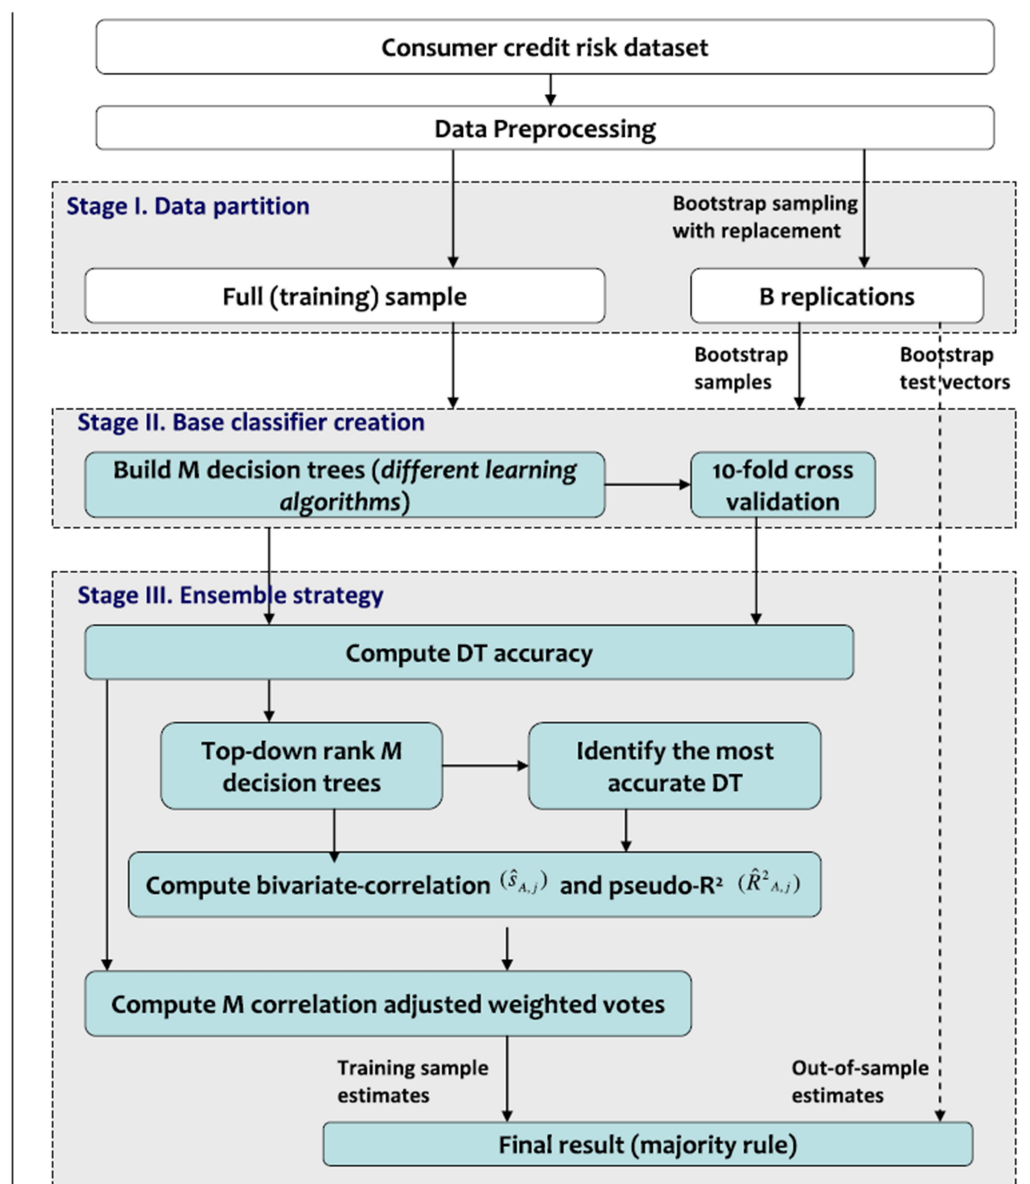 Consumer credit risk dataset
Data Preprocessing
Stage I. Data partition
Bootstrap sampling
with replacement
Full (training) sample
B replications
Bootstrap
samples
Bootstrap
test vectors
Stage II. Base classifier creation
Build M decision trees (different learning
algorithms)
10-fold cross
validation
Stage III. Ensemble strategy
Compute DT accuracy
Top-down rank M
decision trees
Identify the most
accurate DT
Compute bivariate-correlation (ŝ_{A,j}) and pseudo-R² (R̂²_{A,j})
Compute M correlation adjusted weighted votes
Training sample
estimates
Out-of-sample
estimates
Final result (majority rule)